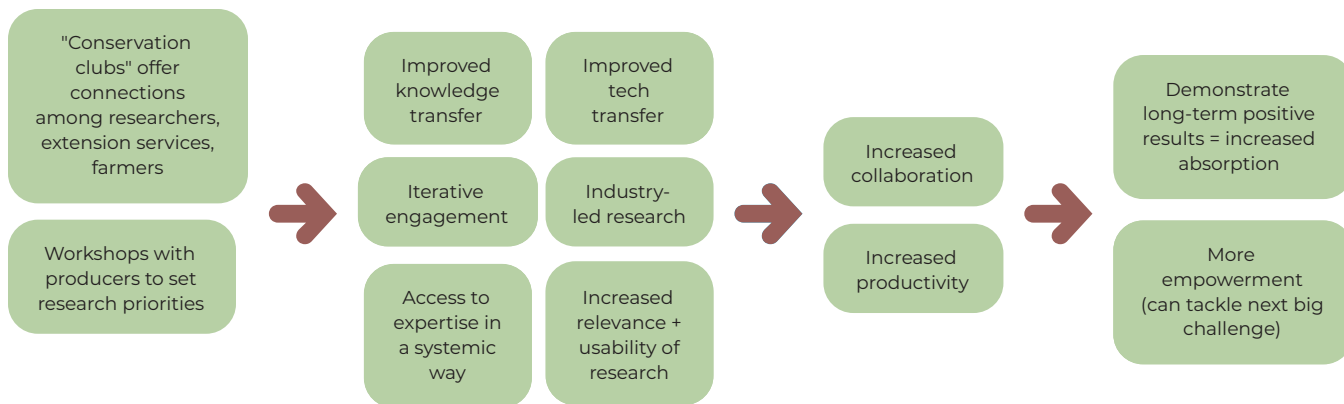 "Conservation
clubs" offer
connections
among researchers,
extension services,
farmers
Workshops with
producers to set
research priorities
Improved
knowledge
transfer
Improved
tech
transfer
Iterative
engagement
Industry-
led research
Access to
expertise in
a systemic
way
Increased
relevance +
usability of
research
Increased
collaboration
Increased
productivity
Demonstrate
long-term positive
results = increased
absorption
More
empowerment
(can tackle next big
challenge)